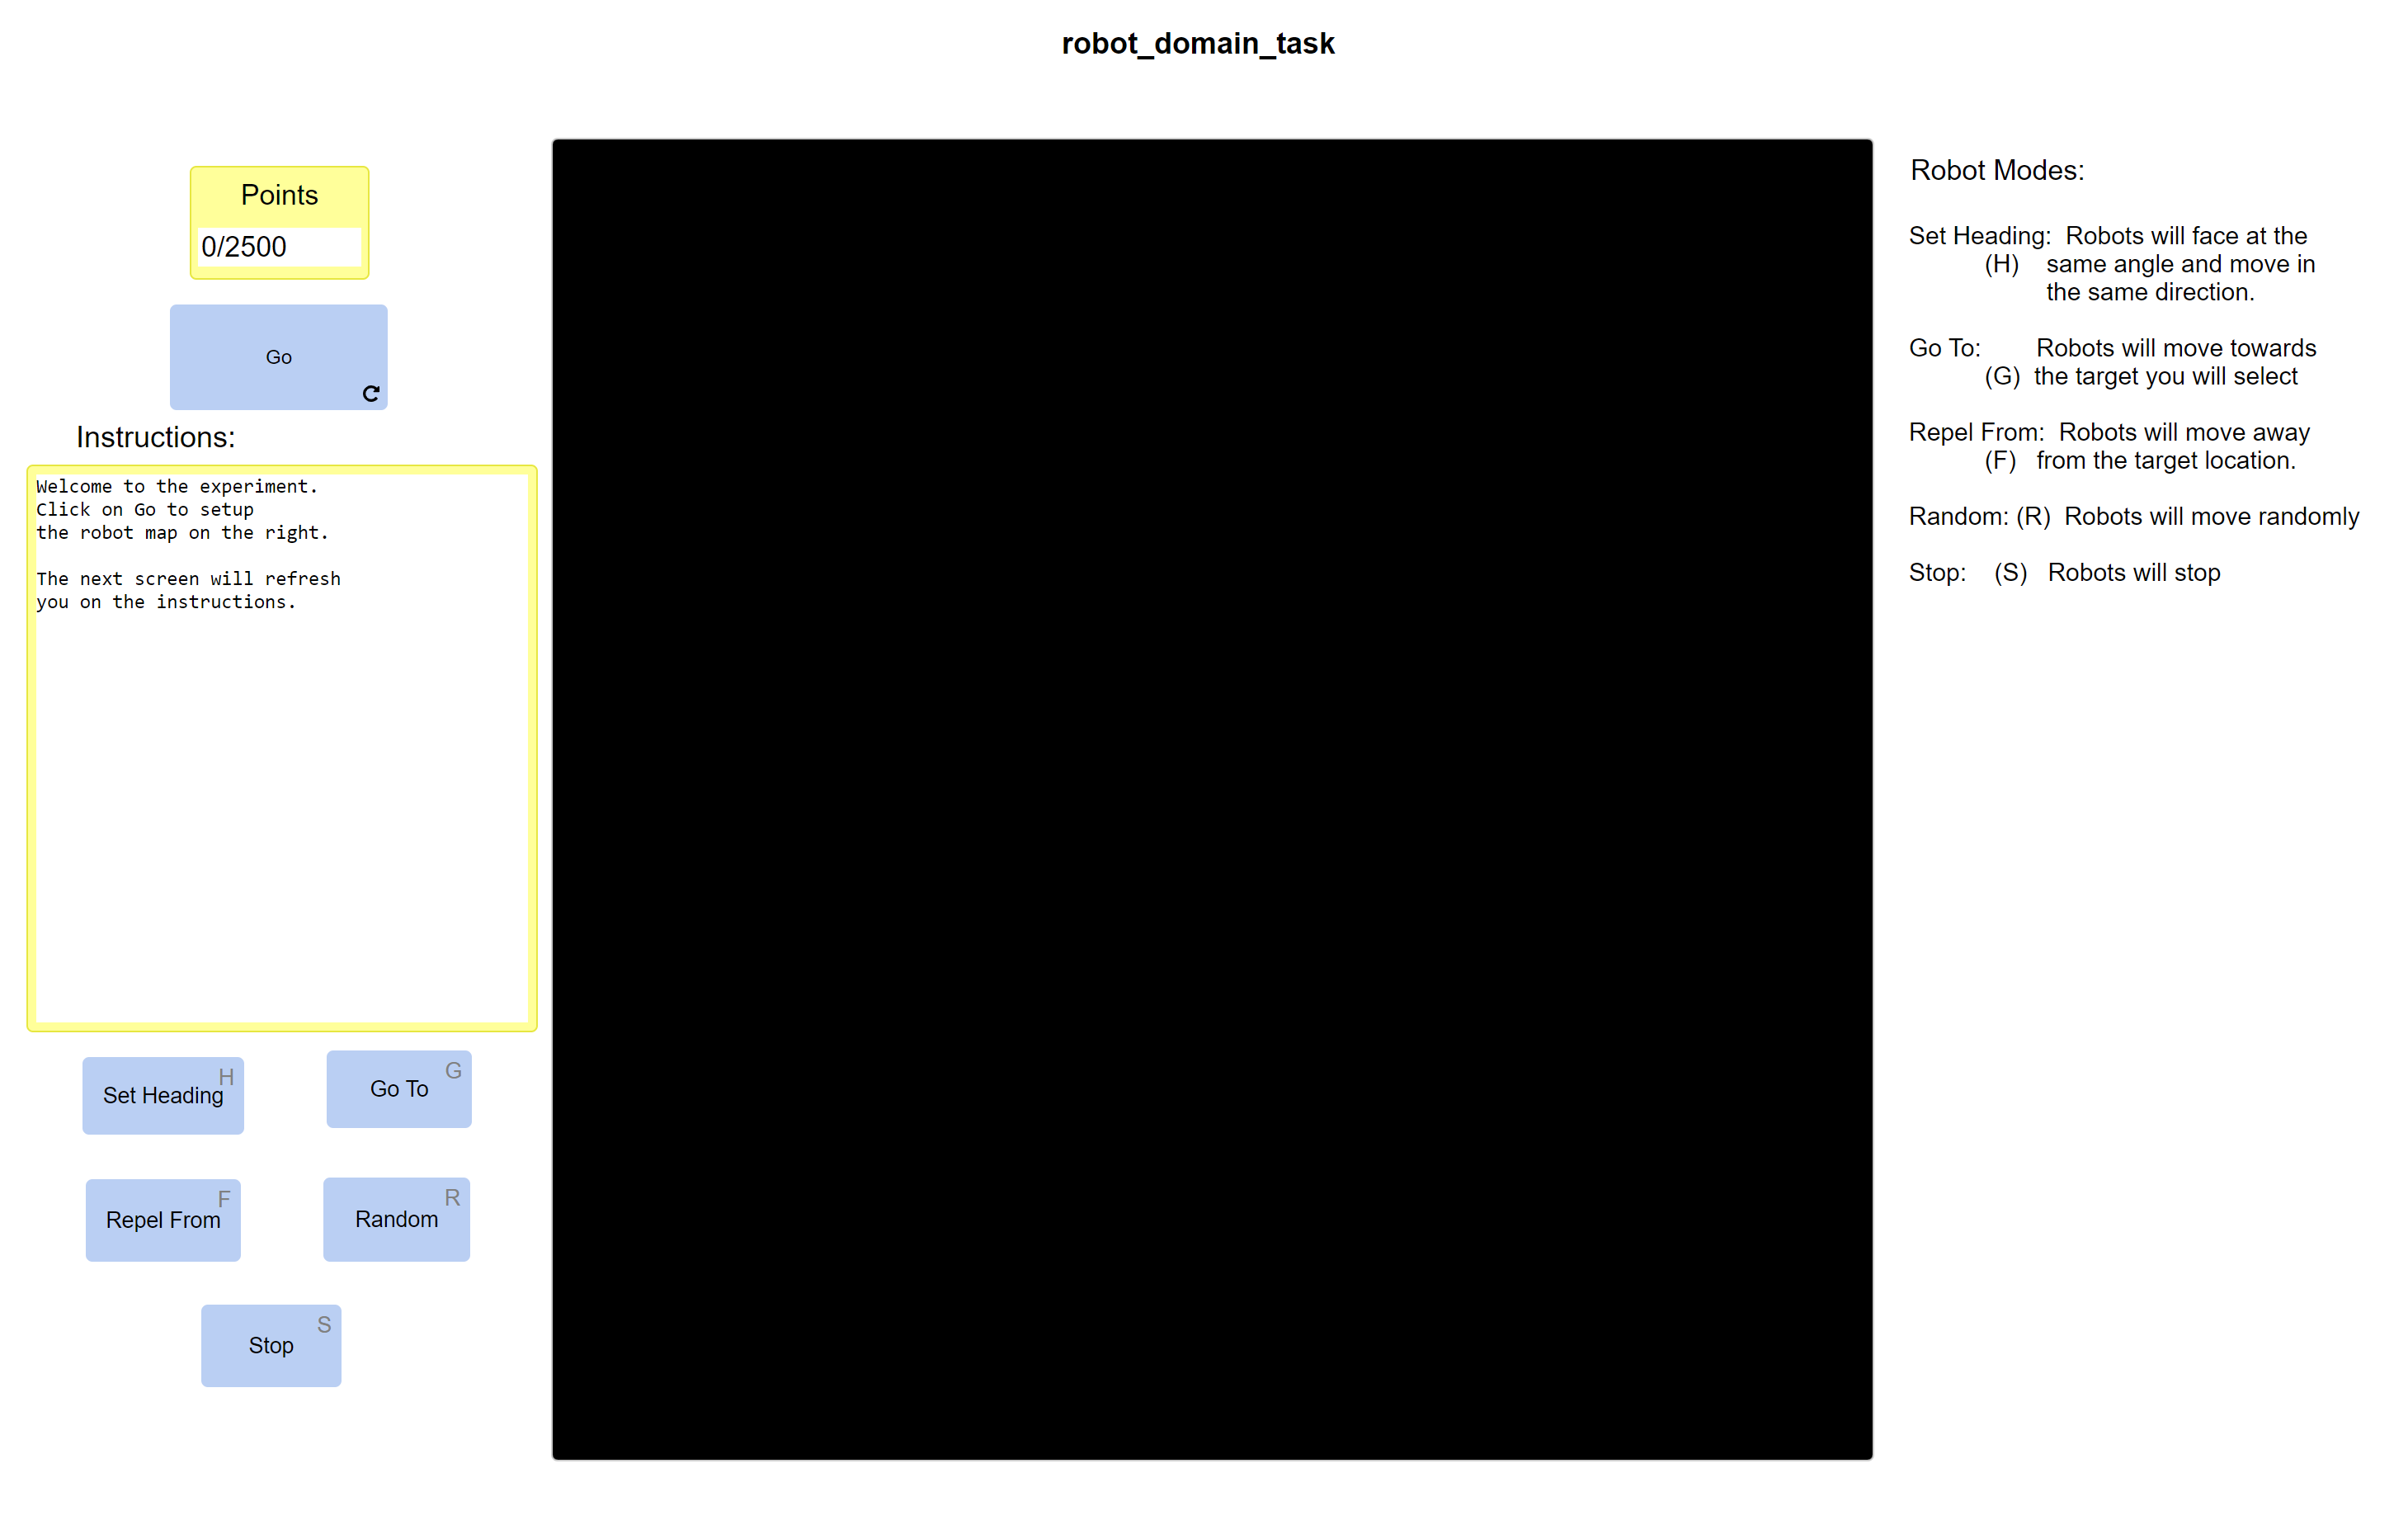 robot_domain_task
Points
0/2500
Go
Instructions:
Welcome to the experiment.
Click on Go to setup
the robot map on the right.
The next screen will refresh
you on the instructions.
Set Heading H
Go To G
Repel From F
Random R
Stop S
Robot Modes:
Set Heading: Robots will face at the
(H) same angle and move in
the same direction.
Go To: Robots will move towards
(G) the target you will select
Repel From: Robots will move away
(F) from the target location.
Random: (R) Robots will move randomly
Stop: (S) Robots will stop